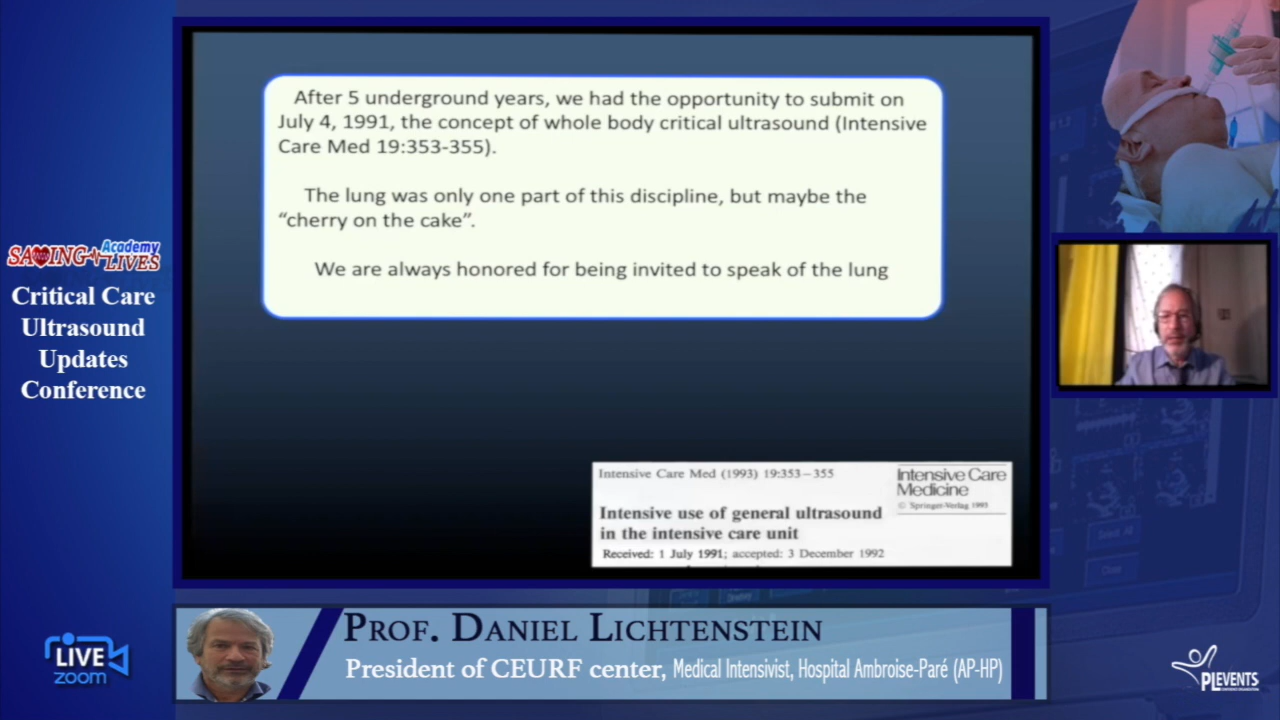 After 5 underground years, we had the opportunity to submit on
July 4, 1991, the concept of whole body critical ultrasound (Intensive
Care Med 19:353-355).
The lung was only one part of this discipline, but maybe the
“cherry on the cake”.
We are always honored for being invited to speak of the lung
Intensive Care Med (1993) 19:353–355
Intensive Care
Medicine
© Springer-Verlag 1993
Intensive use of general ultrasound
in the intensive care unit
Received: 1 July 1991; accepted: 3 December 1992
SAVING Academy
LIVES
Critical Care
Ultrasound
Updates
Conference
LIVE
zoom
PROF. DANIEL LICHTENSTEIN
President of CEURF center, Medical Intensivist, Hospital Ambroise-Paré (AP-HP)
PLEVENTS